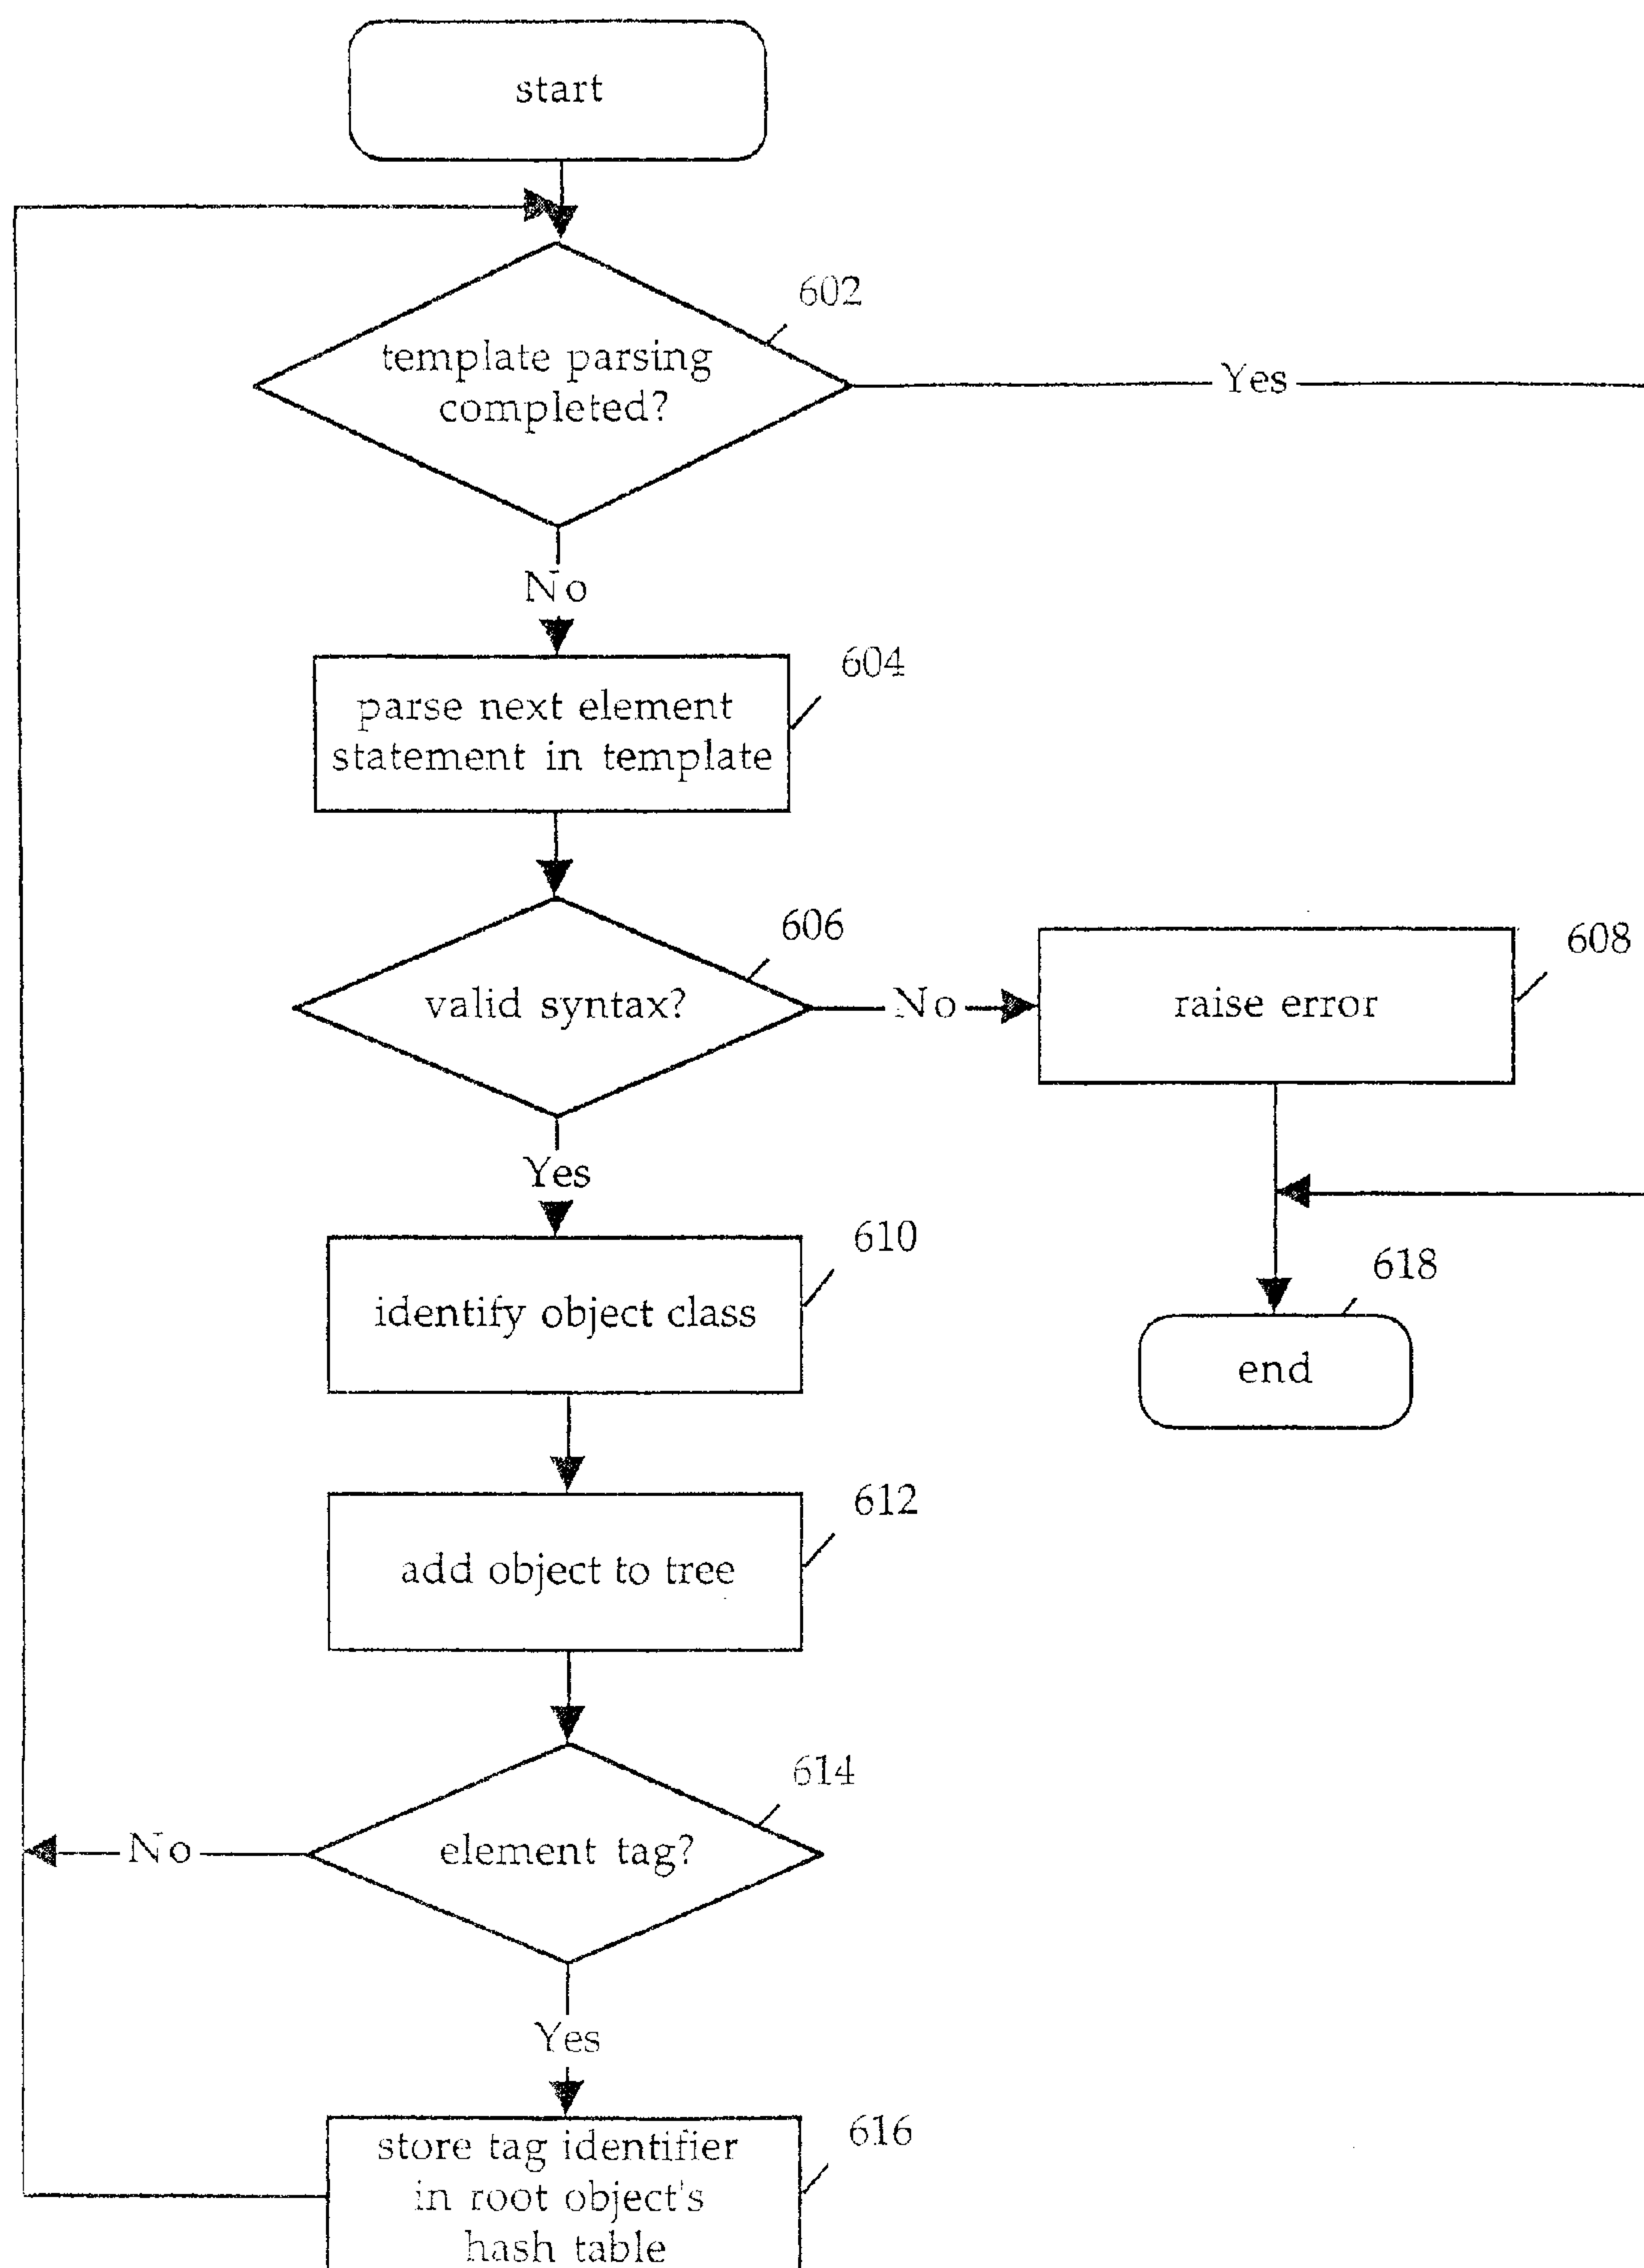 start
602
template parsing
completed?
Yes
No
604
parse next element
statement in template
606
valid syntax?
No
608
raise error
Yes
610
identify object class
618
end
612
add object to tree
614
element tag?
No
Yes
616
store tag identifier
in root object's
hash table